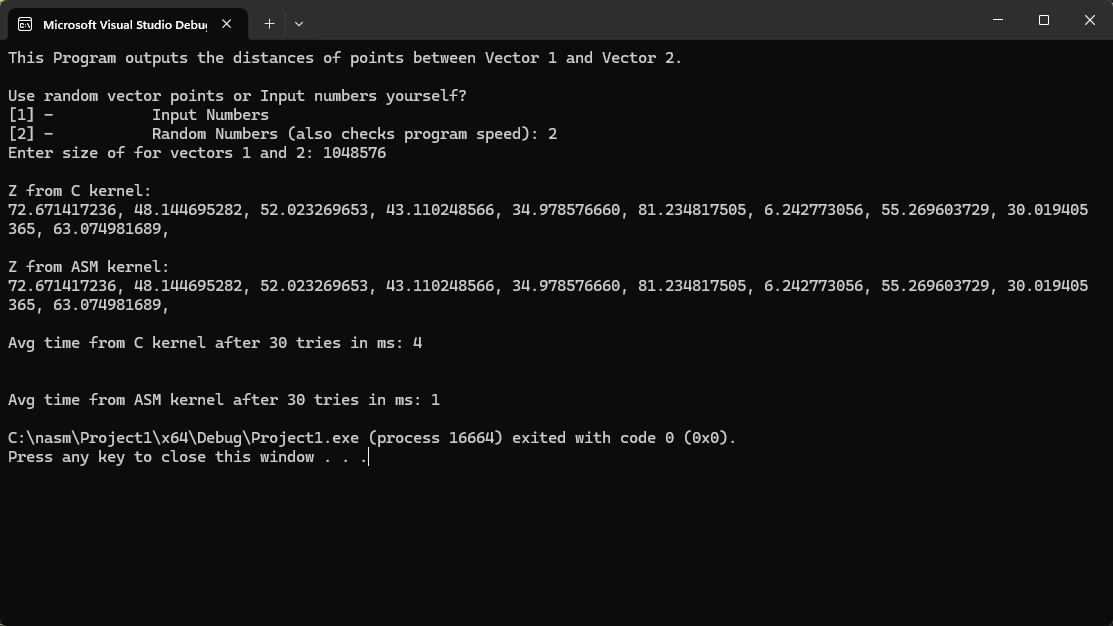 Microsoft Visual Studio Debu
This Program outputs the distances of points between Vector 1 and Vector 2.
Use random vector points or Input numbers yourself?
[1] -           Input Numbers
[2] -           Random Numbers (also checks program speed): 2
Enter size of for vectors 1 and 2: 1048576
Z from C kernel:
72.671417236, 48.144695282, 52.023269653, 43.110248566, 34.978576660, 81.234817505, 6.242773056, 55.269603729, 30.019405
365, 63.074981689,
Z from ASM kernel:
72.671417236, 48.144695282, 52.023269653, 43.110248566, 34.978576660, 81.234817505, 6.242773056, 55.269603729, 30.019405
365, 63.074981689,
Avg time from C kernel after 30 tries in ms: 4
Avg time from ASM kernel after 30 tries in ms: 1
C:\nasm\Project1\x64\Debug\Project1.exe (process 16664) exited with code 0 (0x0).
Press any key to close this window . . .